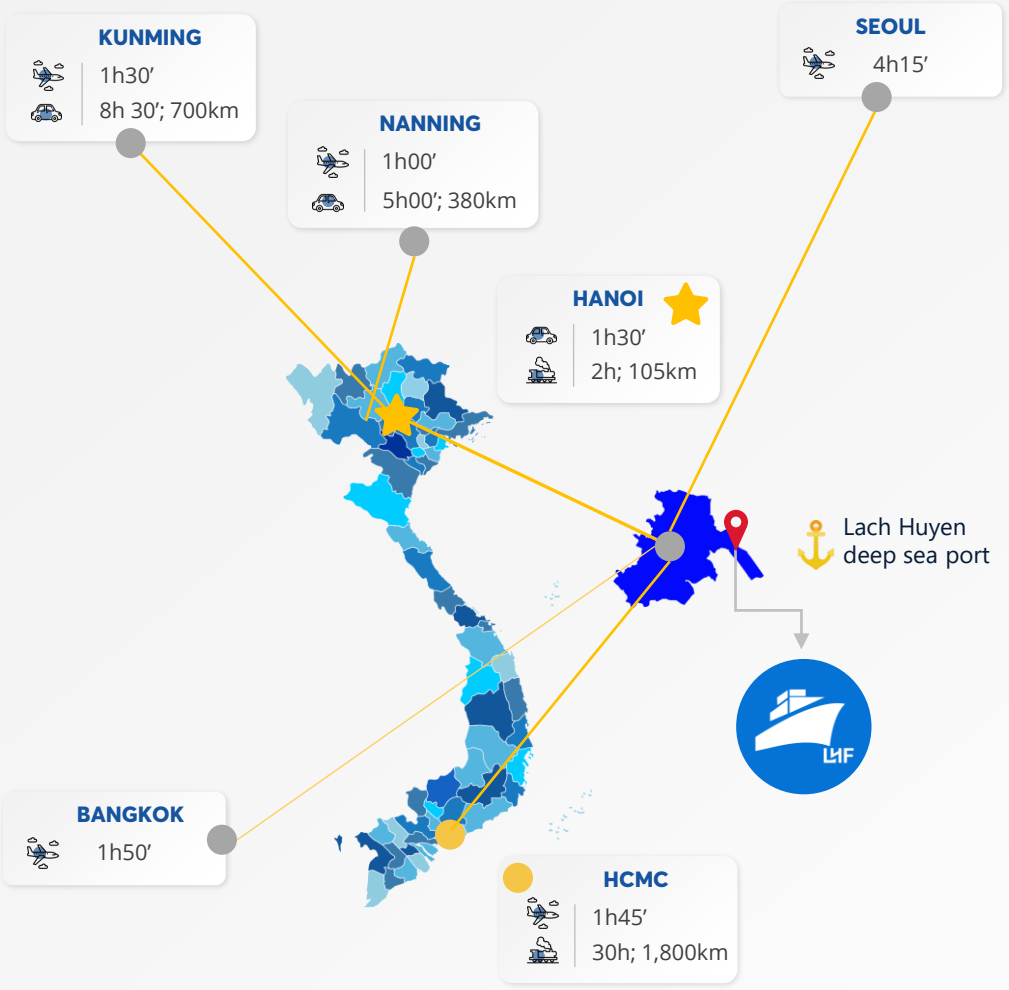 KUNMING
1h30’
8h 30’; 700km
SEOUL
4h15’
NANNING
1h00’
5h00’; 380km
HANOI
1h30’
2h; 105km
Lach Huyen
deep sea port
LHF
BANGKOK
1h50’
HCMC
1h45’
30h; 1,800km